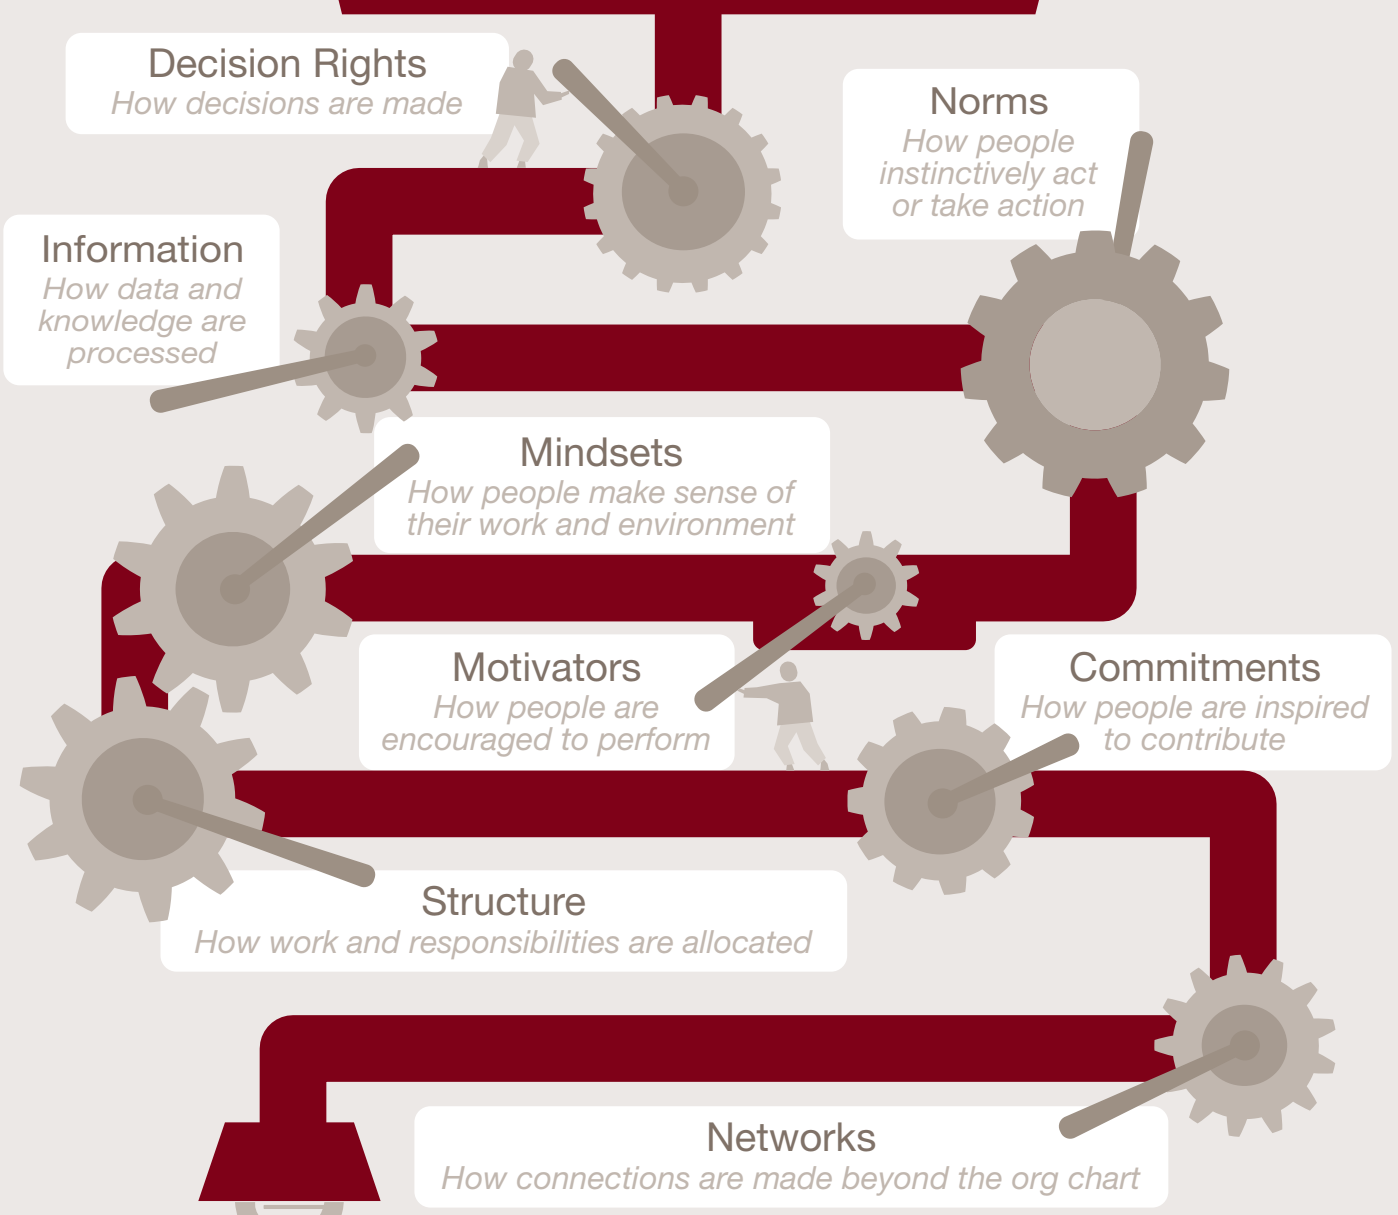 Decision Rights
How decisions are made
Norms
How people
instinctively act
or take action
Information
How data and
knowledge are
processed
Mindsets
How people make sense of
their work and environment
Motivators
How people are
encouraged to perform
Commitments
How people are inspired
to contribute
Structure
How work and responsibilities are allocated
Networks
How connections are made beyond the org chart